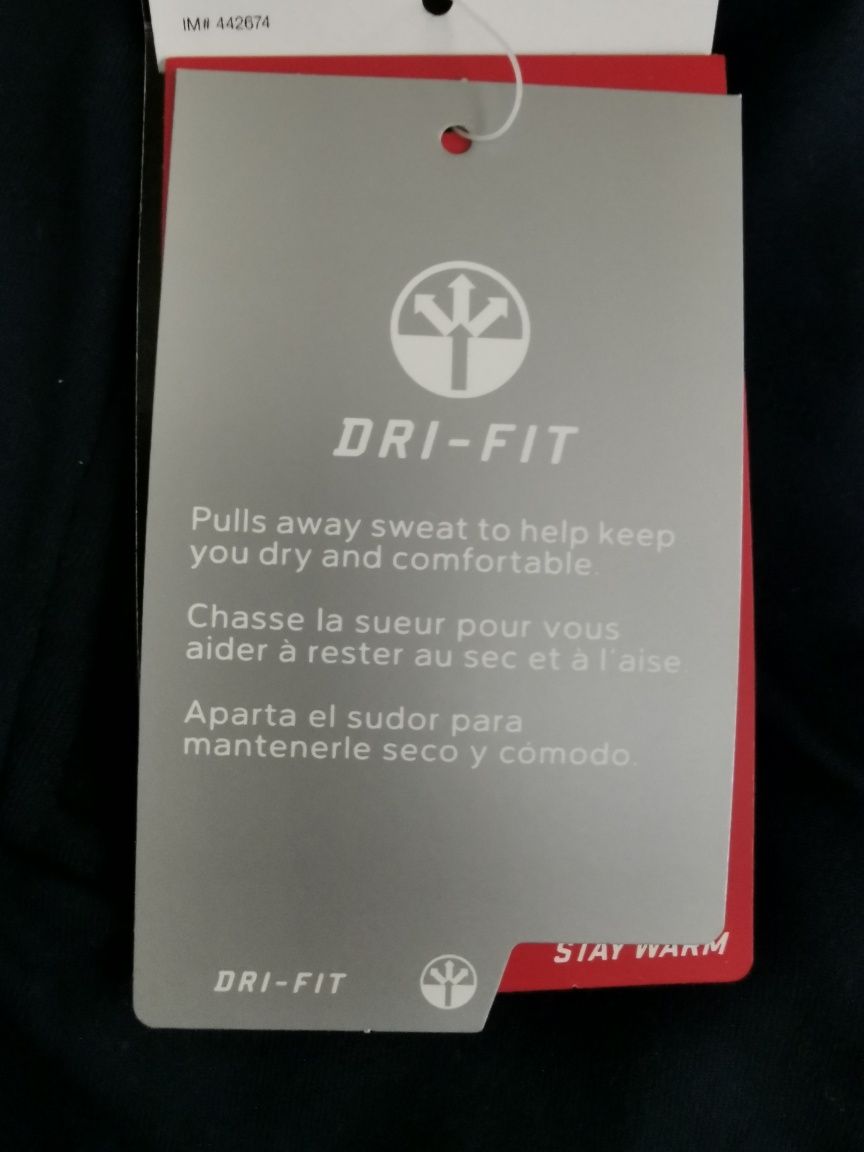 IM# 442674
DRI-FIT
Pulls away sweat to help keep
you dry and comfortable.
Chasse la sueur pour vous
aider à rester au sec et à l'aise.
Aparta el sudor para
mantenerle seco y cómodo.
DRI-FIT
STAY WARM